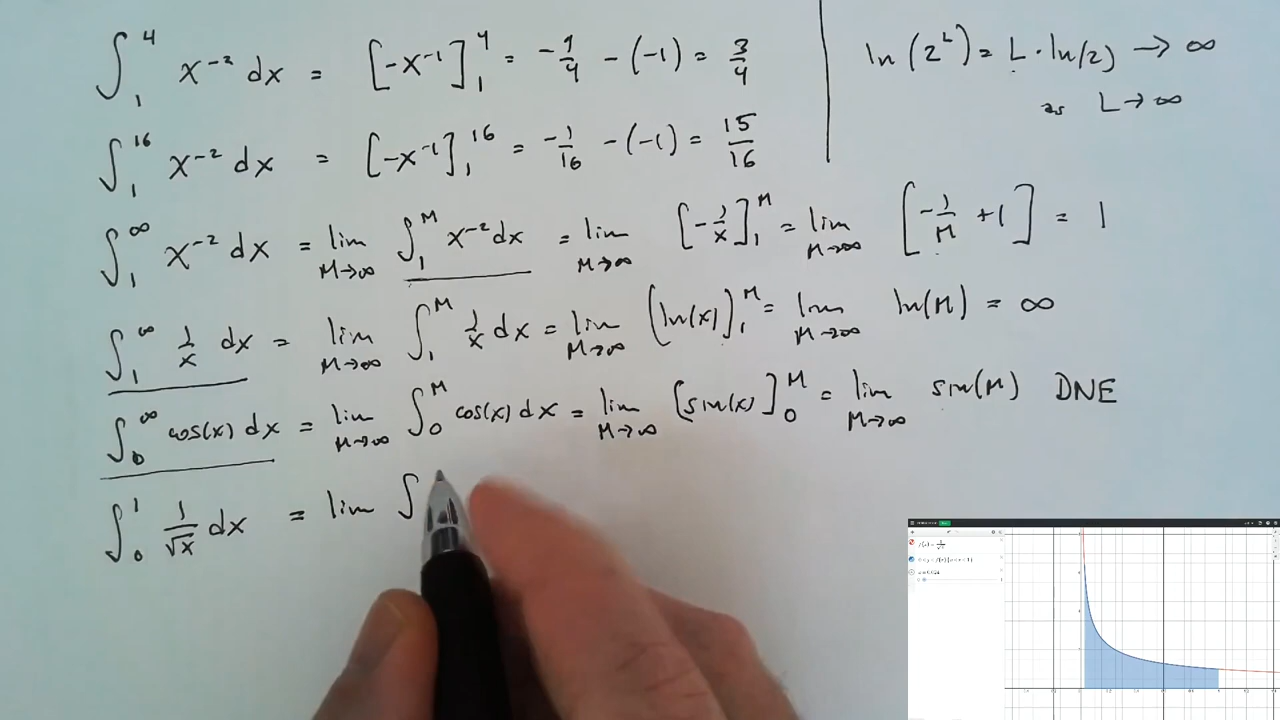 ∫₁⁴ x⁻² dx = [-x⁻¹]₁⁴ = -1/4 - (-1) = 3/4
∫₁¹⁶ x⁻² dx = [-x⁻¹]₁¹⁶ = -1/16 - (-1) = 15/16
∫₁^∞ x⁻² dx = lim M→∞ ∫₁^M x⁻² dx = lim M→∞ [-1/x]₁^M = lim M→∞ [-1/M + 1] = 1
∫₁^∞ 1/x dx = lim M→∞ ∫₁^M 1/x dx = lim M→∞ [ln(x)]₁^M = lim M→∞ ln(M) = ∞
∫₀^∞ cos(x) dx = lim M→∞ ∫₀^M cos(x) dx = lim M→∞ [sin(x)]₀^M = lim M→∞ sin(M) DNE
∫₀¹ 1/√x dx = lim ∫
ln(2^L) = L · ln(2) → ∞
as L → ∞